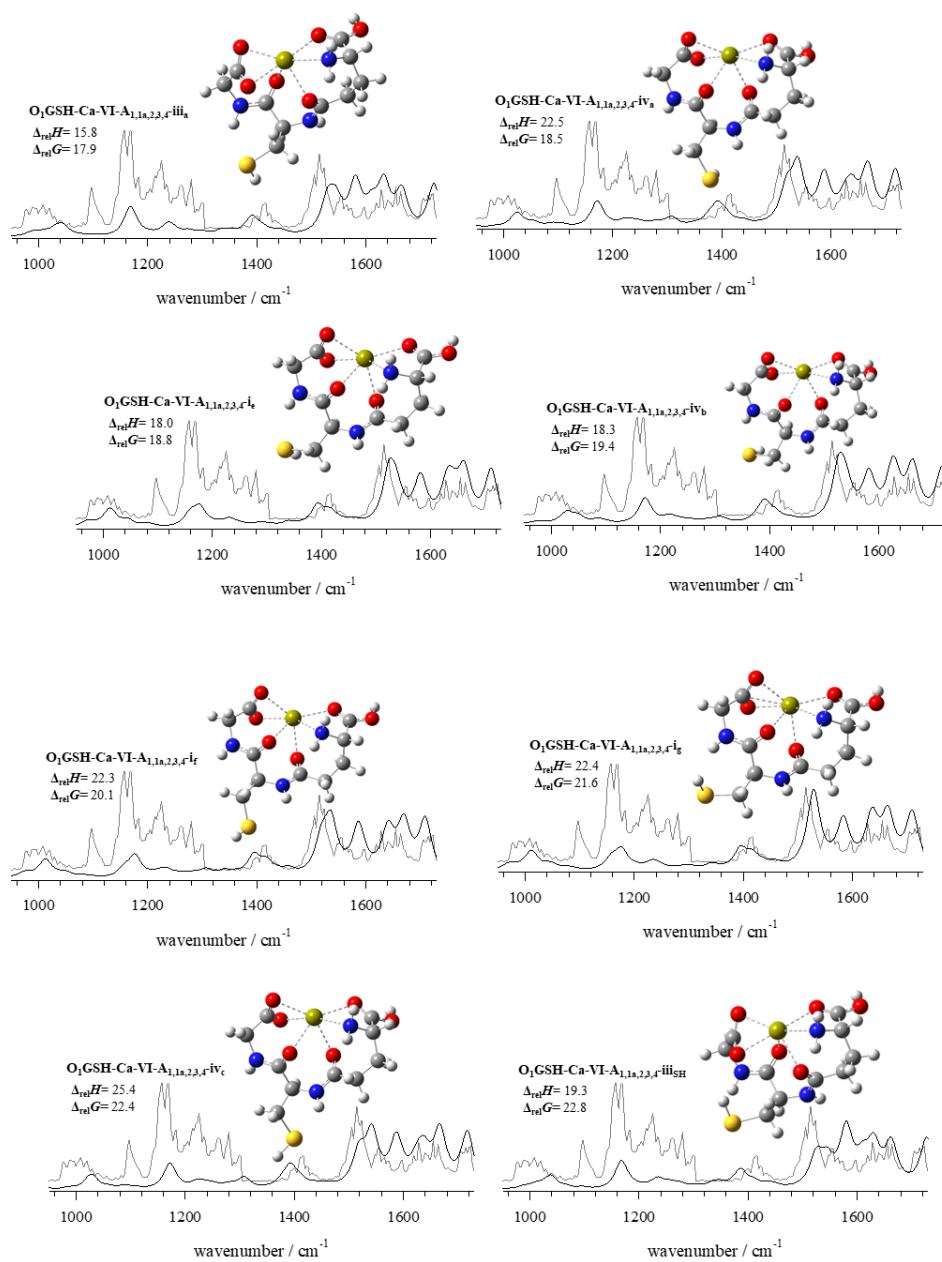 O₁GSH-Ca-VI-A₁,₁ₐ,₂,₃,₄-iiiₐ
ΔrelH = 15.8
ΔrelG= 17.9
1000 1200 1400 1600
wavenumber / cm⁻¹
O₁GSH-Ca-VI-A₁,₁ₐ,₂,₃,₄-ivₐ
ΔrelH = 22.5
ΔrelG= 18.5
1000 1200 1400 1600
wavenumber / cm⁻¹
O₁GSH-Ca-VI-A₁,₁ₐ,₂,₃,₄-iₑ
ΔrelH = 18.0
ΔrelG= 18.8
1000 1200 1400 1600
wavenumber / cm⁻¹
O₁GSH-Ca-VI-A₁,₁ₐ,₂,₃,₄-ivb
ΔrelH = 18.3
ΔrelG= 19.4
1000 1200 1400 1600
wavenumber / cm⁻¹
O₁GSH-Ca-VI-A₁,₁ₐ,₂,₃,₄-if
ΔrelH = 22.3
ΔrelG= 20.1
1000 1200 1400 1600
wavenumber / cm⁻¹
O₁GSH-Ca-VI-A₁,₁ₐ,₂,₃,₄-ig
ΔrelH = 22.4
ΔrelG= 21.6
1000 1200 1400 1600
wavenumber / cm⁻¹
O₁GSH-Ca-VI-A₁,₁ₐ,₂,₃,₄-ivc
ΔrelH = 25.4
ΔrelG= 22.4
1000 1200 1400 1600
wavenumber / cm⁻¹
O₁GSH-Ca-VI-A₁,₁ₐ,₂,₃,₄-iiiSH
ΔrelH = 19.3
ΔrelG= 22.8
1000 1200 1400 1600
wavenumber / cm⁻¹